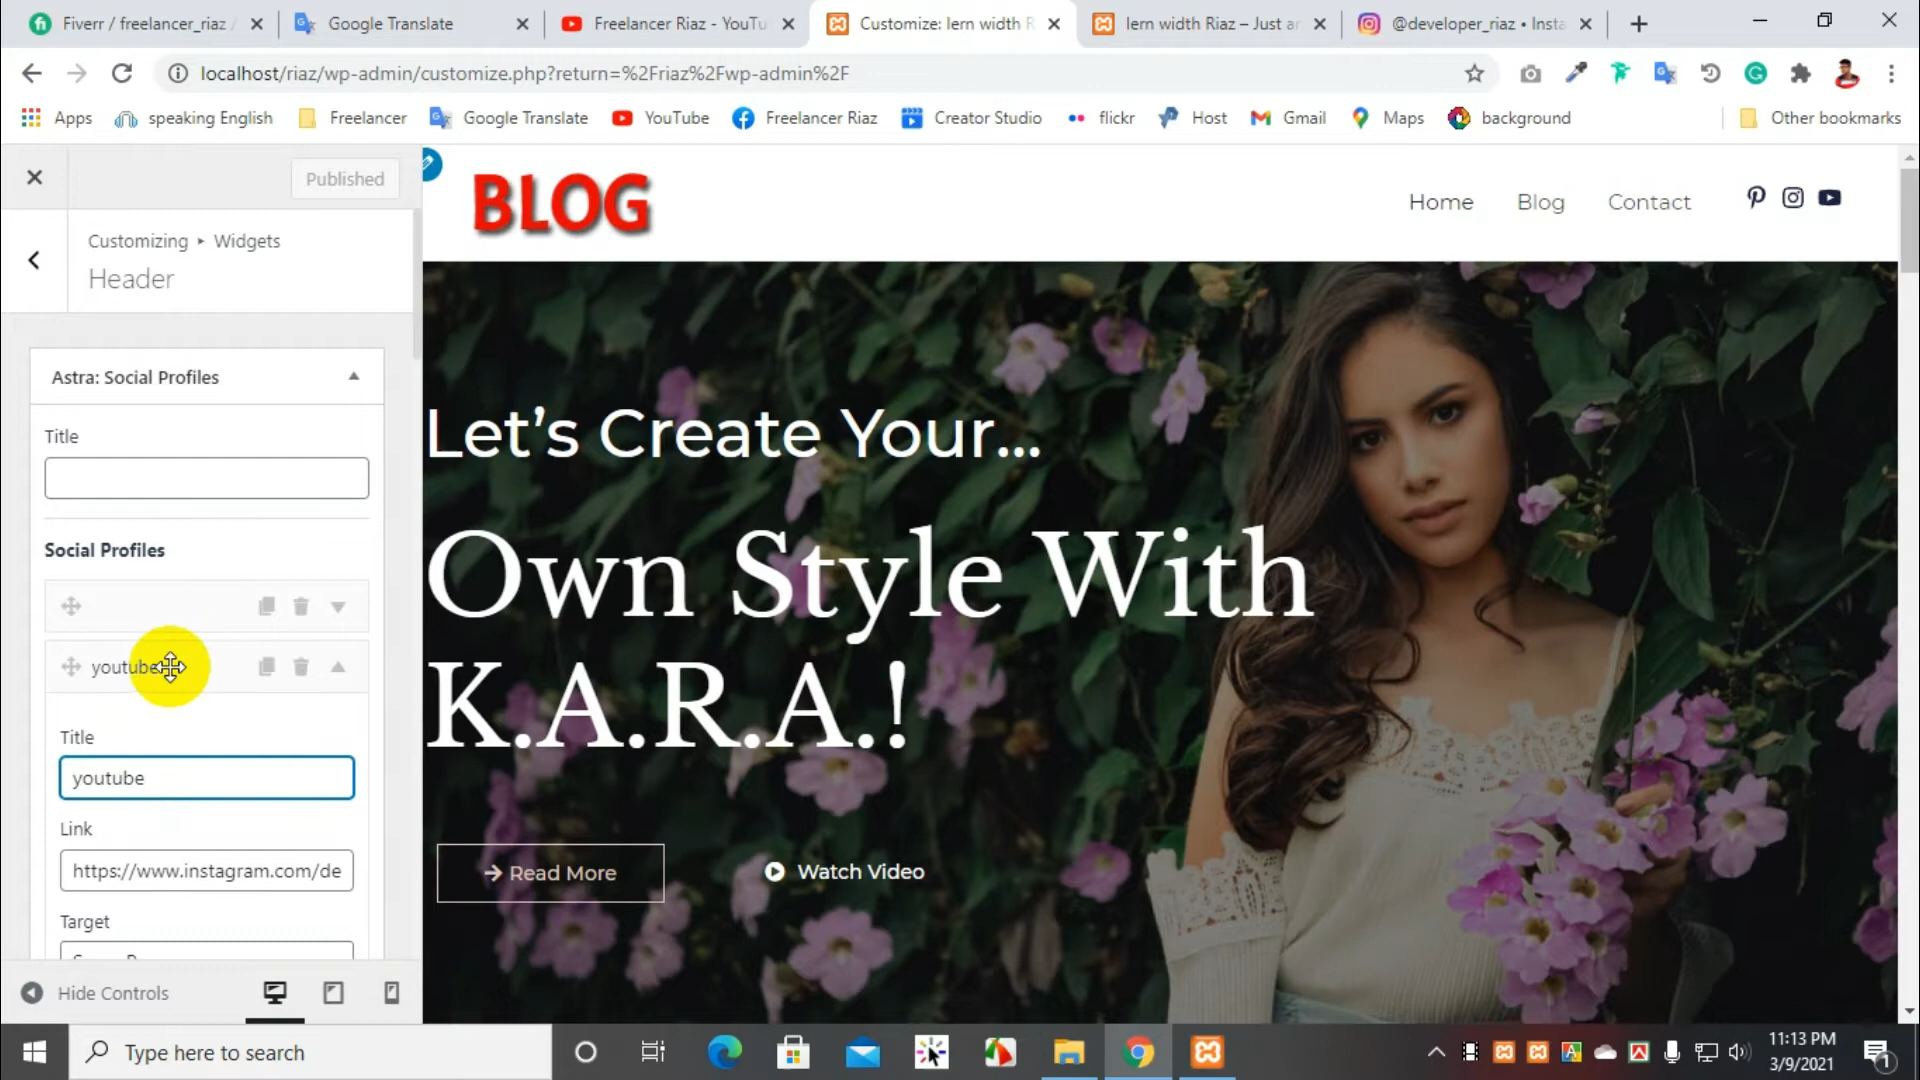 Fiverr / freelancer_riaz /
Google Translate
Freelancer Riaz - YouTu
Customize: lern width R
lern width Riaz – Just an
@developer_riaz • Insta
localhost/riaz/wp-admin/customize.php?return=%2Friaz%2Fwp-admin%2F
Apps
speaking English
Freelancer
Google Translate
YouTube
Freelancer Riaz
Creator Studio
flickr
Host
Gmail
Maps
background
Other bookmarks
Published
Customizing ▸ Widgets
Header
Astra: Social Profiles
Title
Social Profiles
youtube
Title
youtube
Link
https://www.instagram.com/de
Target
Hide Controls
BLOG
Home
Blog
Contact
Let’s Create Your...
Own Style With
K.A.R.A.!
Read More
Watch Video
Type here to search
11:13 PM
3/9/2021
1